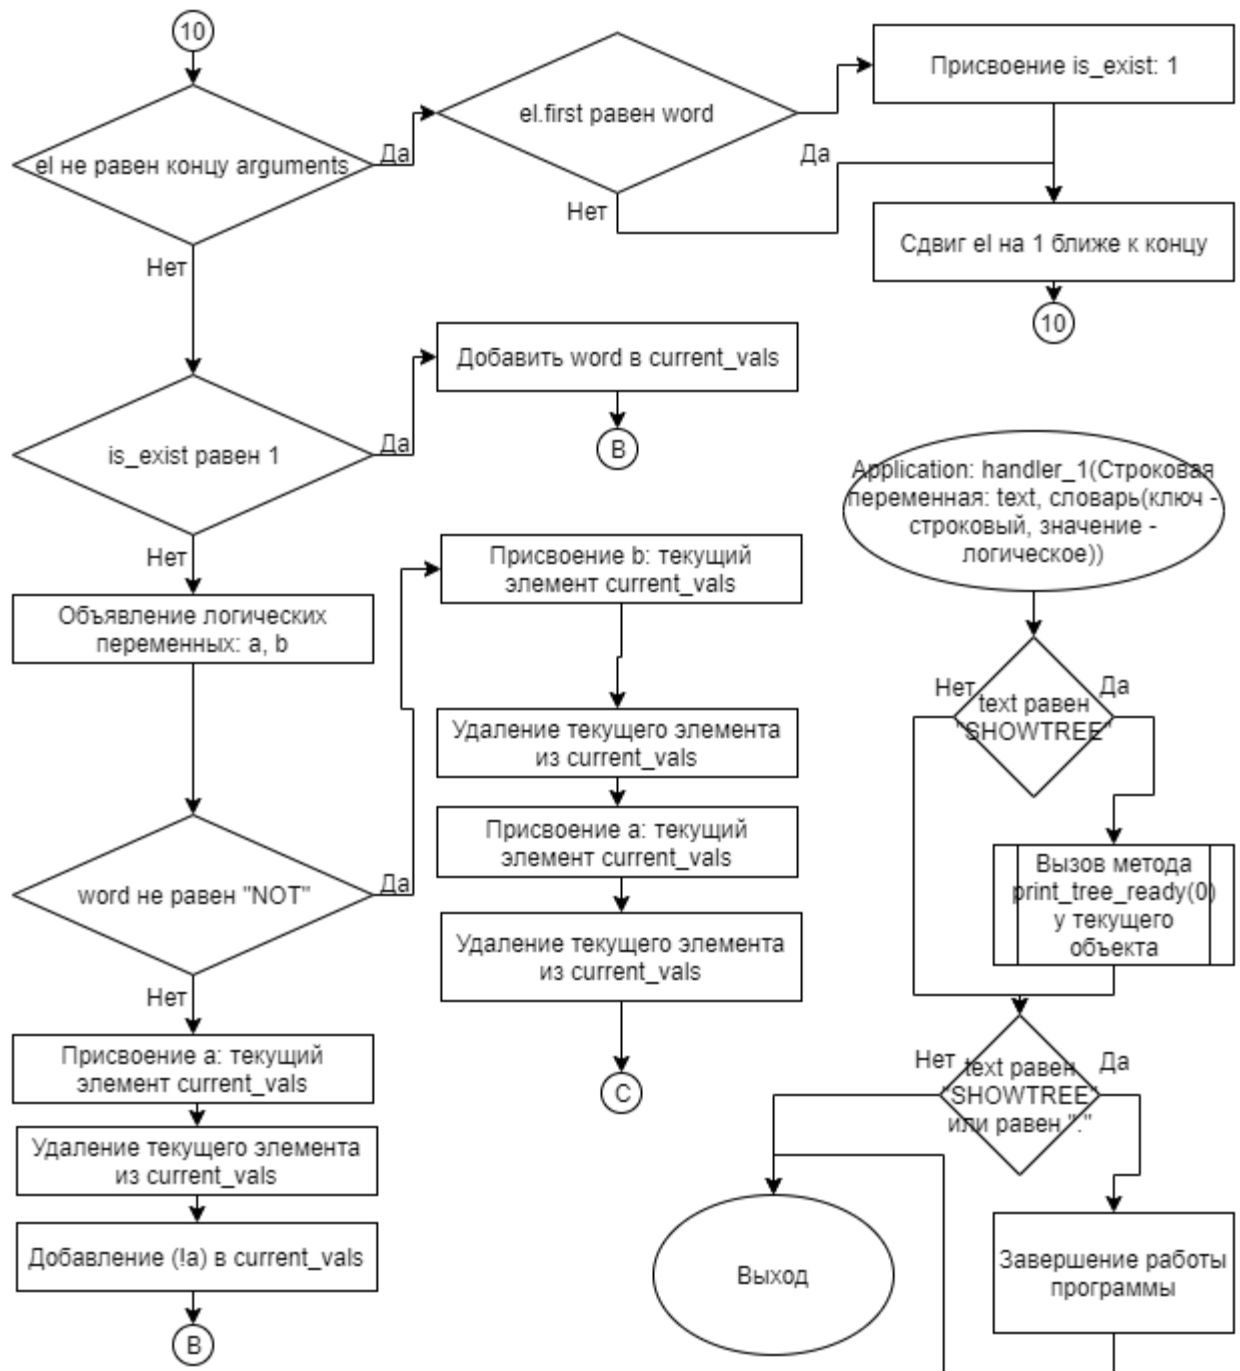 10
el не равен концу arguments
Да
Нет
el.first равен word
Да
Нет
Присвоение is_exist: 1
Сдвиг el на 1 ближе к концу
10
is_exist равен 1
Да
Нет
Добавить word в current_vals
B
Объявление логических
переменных: a, b
word не равен "NOT"
Да
Нет
Присвоение b: текущий
элемент current_vals
Удаление текущего элемента
из current_vals
Присвоение a: текущий
элемент current_vals
Удаление текущего элемента
из current_vals
C
Присвоение a: текущий
элемент current_vals
Удаление текущего элемента
из current_vals
Добавление (!a) в current_vals
B
Application: handler_1(Строковая
переменная: text, словарь(ключ -
строковый, значение -
логическое))
Нет
Да
text равен
"SHOWTREE"
Вызов метода
print_tree_ready(0)
у текущего
объекта
Нет
Да
text равен
"SHOWTREE"
или равен "."
Выход
Завершение работы
программы